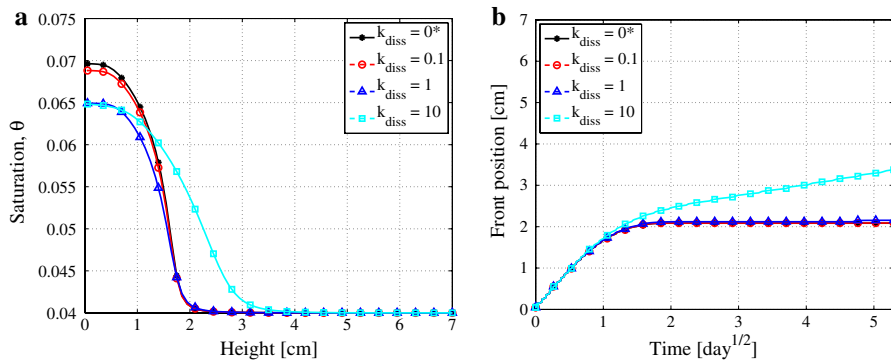 a
k_diss = 0*
k_diss = 0.1
k_diss = 1
k_diss = 10
Saturation, θ
0.07
0.065
0.06
0.055
0.05
0.045
0.04
0 1 2 3 4 5 6 7
Height [cm]
b
k_diss = 0*
k_diss = 0.1
k_diss = 1
k_diss = 10
Front position [cm]
7
6
5
4
3
2
1
0
0 1 2 3 4 5
Time [day^1/2]